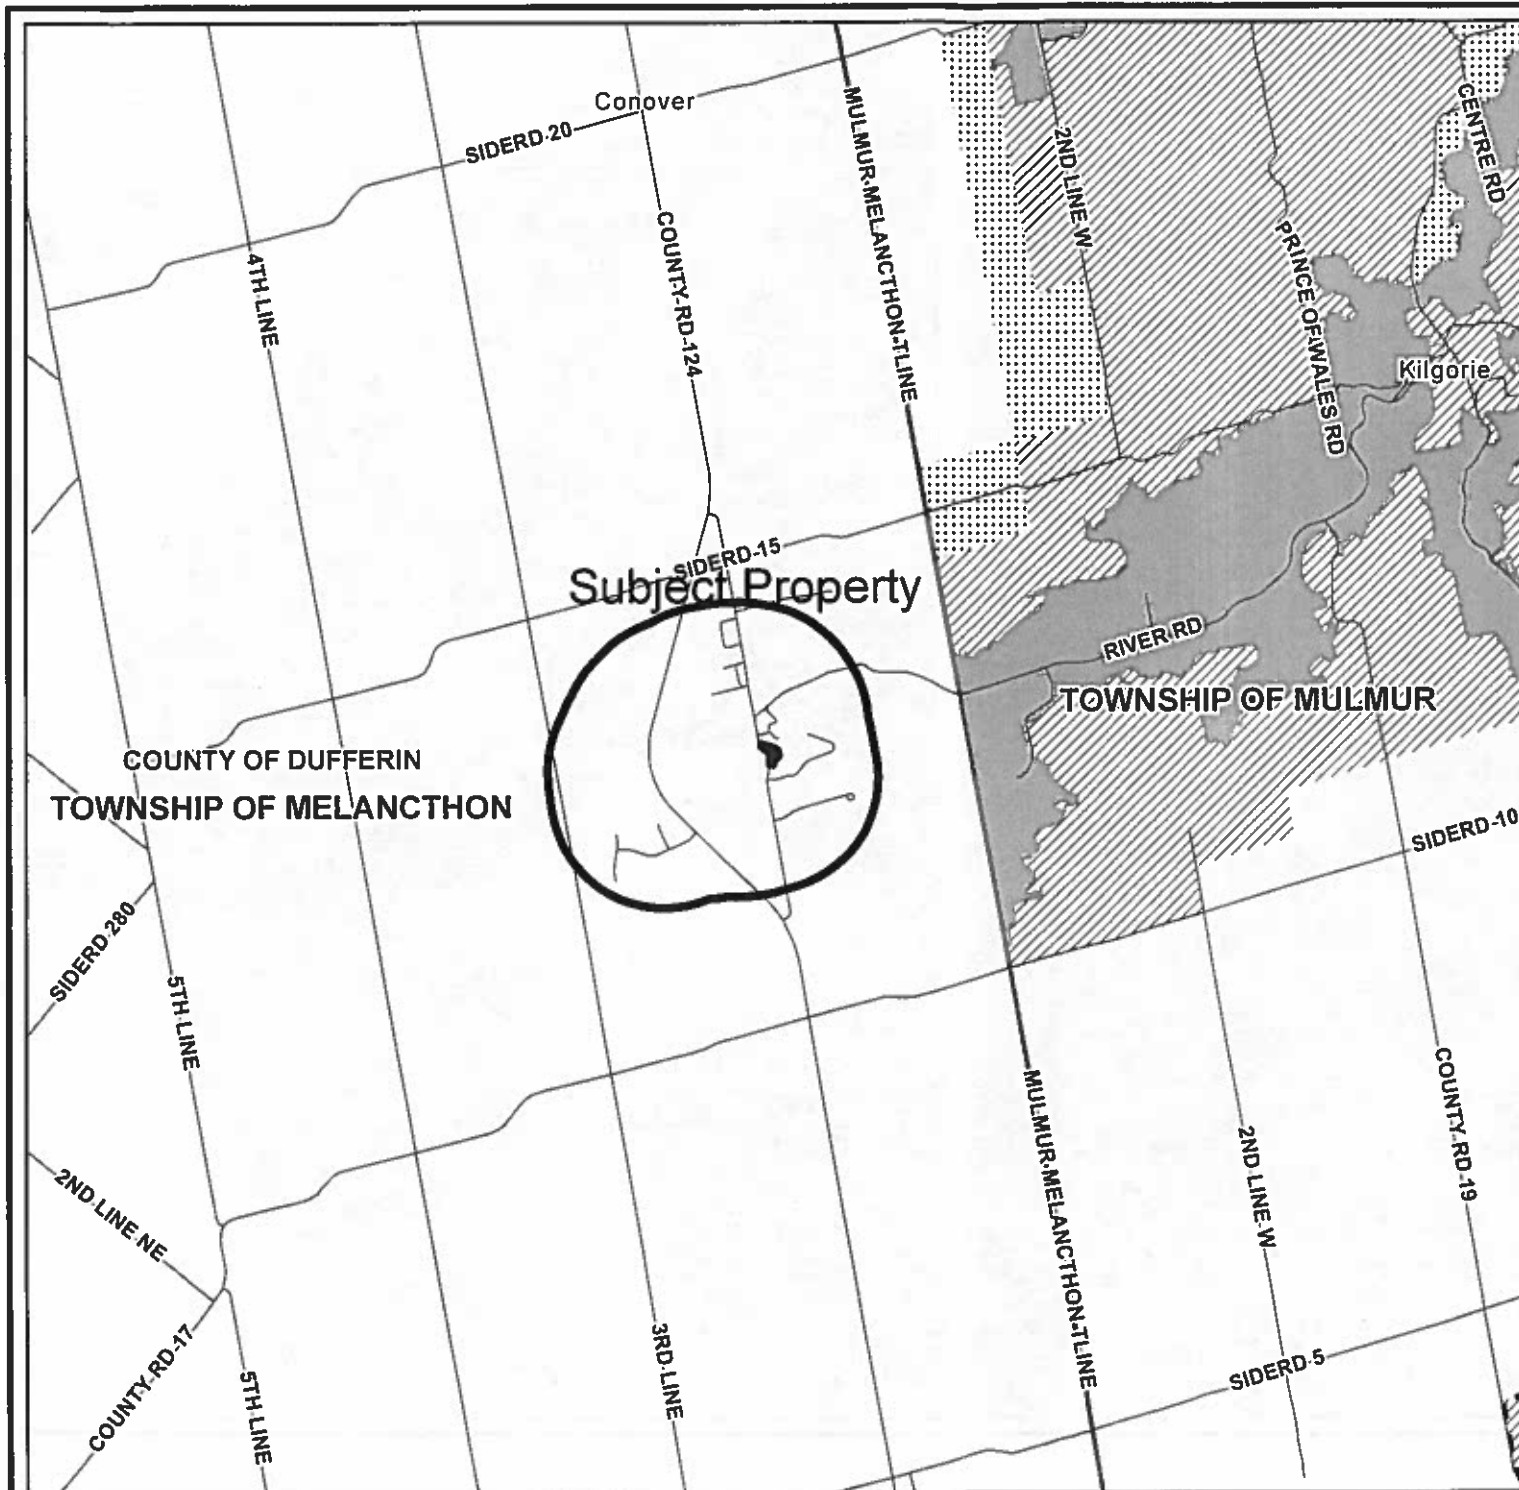 Conover
SIDERD 20
MULMUR-MELANCTHON-TLINE
2ND LINE W
CENTRE RD
COUNTY RD 124
4TH LINE
PRINCE OF WALES RD
Kilgorie
SIDERD 15
Subject Property
RIVER RD
TOWNSHIP OF MULMUR
COUNTY OF DUFFERIN
TOWNSHIP OF MELANCTHON
SIDERD 10
SIDERD 280
5TH LINE
MULMUR-MELANCTHON-TLINE
2ND LINE W
COUNTY RD 19
2ND LINE NE
COUNTY RD 17
5TH LINE
3RD LINE
SIDERD 5